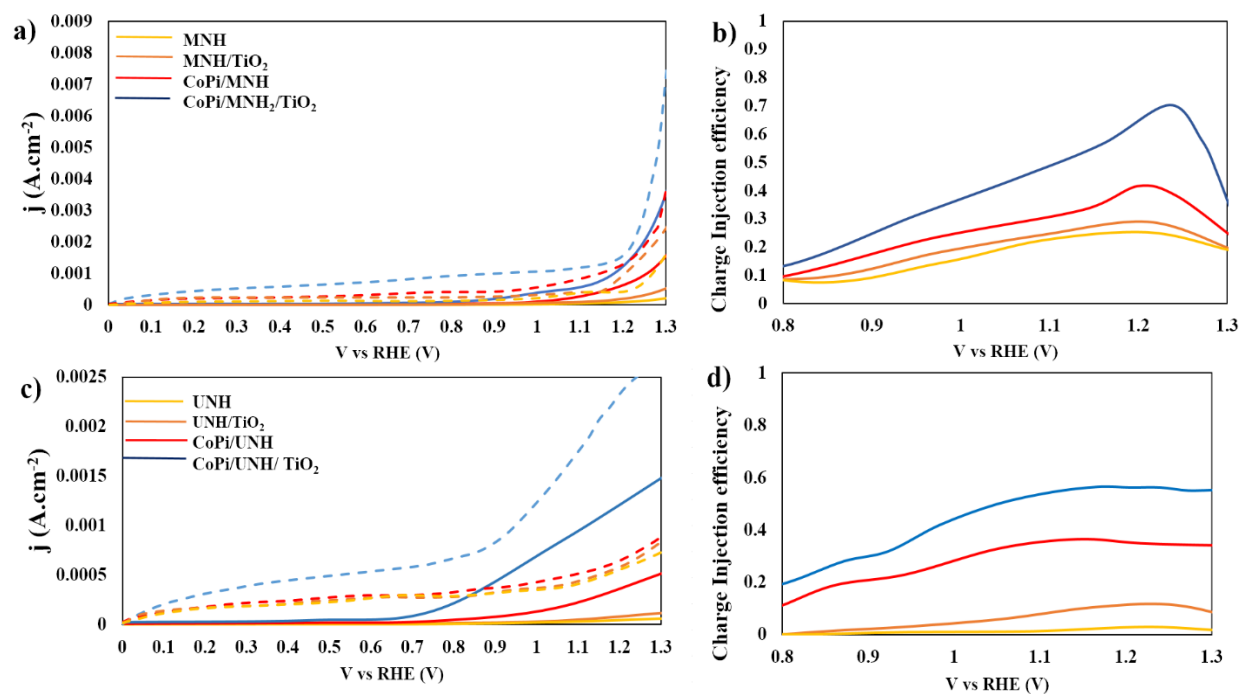 a)
j (A.cm-2)
0.009
0.008
0.007
0.006
0.005
0.004
0.003
0.002
0.001
0
MNH
MNH/TiO2
CoPi/MNH
CoPi/MNH2/TiO2
0 0.1 0.2 0.3 0.4 0.5 0.6 0.7 0.8 0.9 1 1.1 1.2 1.3
V vs RHE (V)
b)
Charge Injection efficiency
1
0.9
0.8
0.7
0.6
0.5
0.4
0.3
0.2
0.1
0
0.8 0.9 1 1.1 1.2 1.3
V vs RHE (V)
c)
j (A.cm-2)
0.0025
0.002
0.0015
0.001
0.0005
0
UNH
UNH/TiO2
CoPi/UNH
CoPi/UNH/ TiO2
0 0.1 0.2 0.3 0.4 0.5 0.6 0.7 0.8 0.9 1 1.1 1.2 1.3
V vs RHE (V)
d)
Charge Injection efficiency
1
0.8
0.6
0.4
0.2
0
0.8 0.9 1 1.1 1.2 1.3
V vs RHE (V)